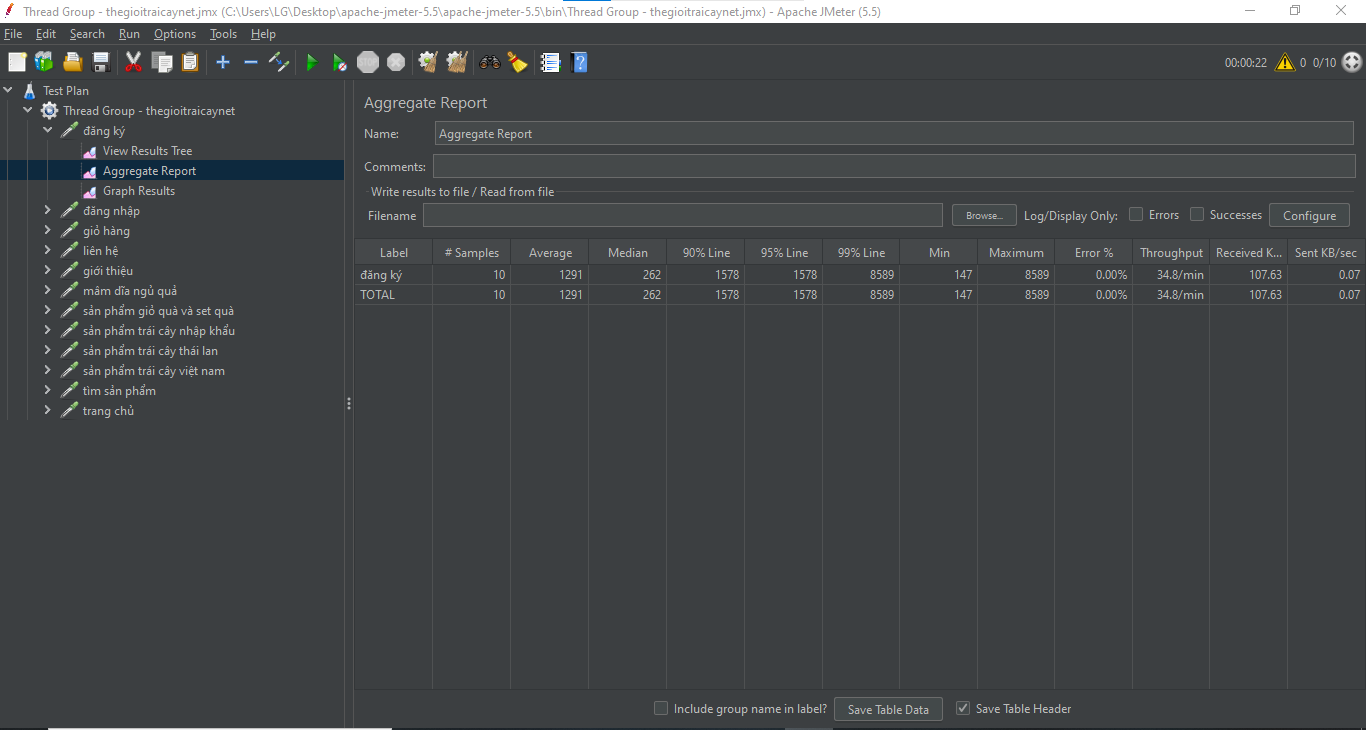 Thread Group - thegioitraicaynet.jmx (C:\Users\LG\Desktop\apache-jmeter-5.5\apache-jmeter-5.5\bin\Thread Group - thegioitraicaynet.jmx) - Apache JMeter (5.5)
File Edit Search Run Options Tools Help
STOP 00:00:22 0 0/10
Test Plan
Thread Group - thegioitraicaynet
đăng ký
View Results Tree
Aggregate Report
Graph Results
đăng nhập
giỏ hàng
liên hệ
giới thiệu
mâm dĩa ngủ quả
sản phẩm giỏ quà và set quà
sản phẩm trái cây nhập khẩu
sản phẩm trái cây thái lan
sản phẩm trái cây việt nam
tìm sản phẩm
trang chủ
Aggregate Report
Name: Aggregate Report
Comments:
Write results to file / Read from file
Filename Browse... Log/Display Only: Errors Successes Configure
Label # Samples Average Median 90% Line 95% Line 99% Line Min Maximum Error % Throughput Received K... Sent KB/sec
đăng ký 10 1291 262 1578 1578 8589 147 8589 0.00% 34.8/min 107.63 0.07
TOTAL 10 1291 262 1578 1578 8589 147 8589 0.00% 34.8/min 107.63 0.07
Include group name in label? Save Table Data Save Table Header